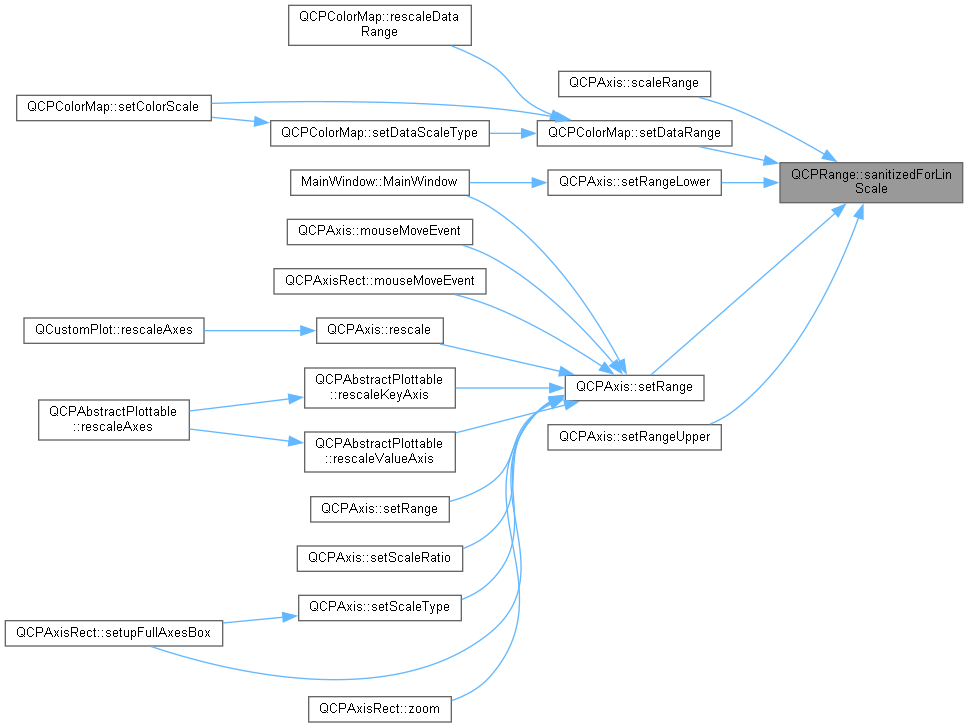 QCPColorMap::rescaleData
Range
QCPAxis::scaleRange
QCPColorMap::setColorScale
QCPColorMap::setDataScaleType
QCPColorMap::setDataRange
QCPRange::sanitizedForLin
Scale
MainWindow::MainWindow
QCPAxis::setRangeLower
QCPAxis::mouseMoveEvent
QCPAxisRect::mouseMoveEvent
QCustomPlot::rescaleAxes
QCPAxis::rescale
QCPAbstractPlottable
::rescaleKeyAxis
QCPAxis::setRange
QCPAbstractPlottable
::rescaleAxes
QCPAxis::setRangeUpper
QCPAbstractPlottable
::rescaleValueAxis
QCPAxis::setRange
QCPAxis::setScaleRatio
QCPAxis::setScaleType
QCPAxisRect::setupFullAxesBox
QCPAxisRect::zoom